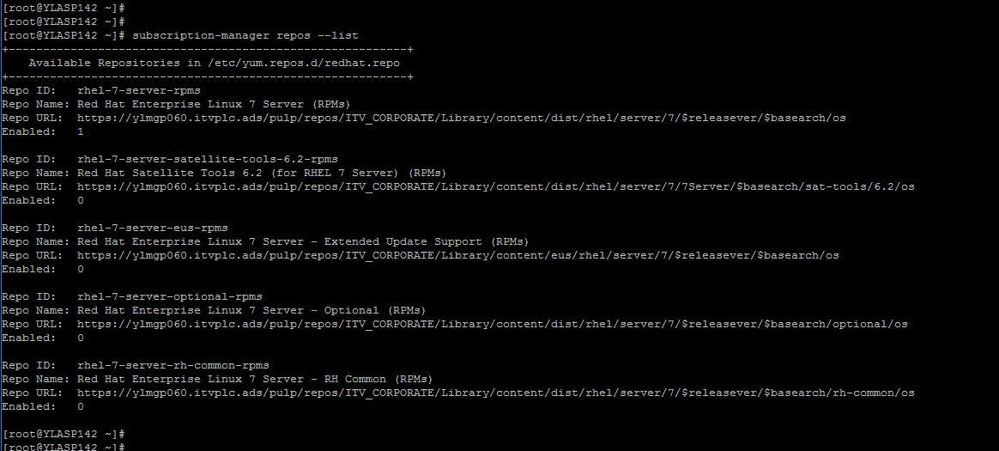 [root@YLASP142 ~]#
[root@YLASP142 ~]#
[root@YLASP142 ~]# subscription-manager repos --list
+----------------------------------------------------------+
    Available Repositories in /etc/yum.repos.d/redhat.repo
+----------------------------------------------------------+
Repo ID:   rhel-7-server-rpms
Repo Name: Red Hat Enterprise Linux 7 Server (RPMs)
Repo URL:  https://ylmgp060.itvplc.ads/pulp/repos/ITV_CORPORATE/Library/content/dist/rhel/server/7/$releasever/$basearch/os
Enabled:   1
Repo ID:   rhel-7-server-satellite-tools-6.2-rpms
Repo Name: Red Hat Satellite Tools 6.2 (for RHEL 7 Server) (RPMs)
Repo URL:  https://ylmgp060.itvplc.ads/pulp/repos/ITV_CORPORATE/Library/content/dist/rhel/server/7/7Server/$basearch/sat-tools/6.2/os
Enabled:   0
Repo ID:   rhel-7-server-eus-rpms
Repo Name: Red Hat Enterprise Linux 7 Server - Extended Update Support (RPMs)
Repo URL:  https://ylmgp060.itvplc.ads/pulp/repos/ITV_CORPORATE/Library/content/eus/rhel/server/7/$releasever/$basearch/os
Enabled:   0
Repo ID:   rhel-7-server-optional-rpms
Repo Name: Red Hat Enterprise Linux 7 Server - Optional (RPMs)
Repo URL:  https://ylmgp060.itvplc.ads/pulp/repos/ITV_CORPORATE/Library/content/dist/rhel/server/7/$releasever/$basearch/optional/os
Enabled:   0
Repo ID:   rhel-7-server-rh-common-rpms
Repo Name: Red Hat Enterprise Linux 7 Server - RH Common (RPMs)
Repo URL:  https://ylmgp060.itvplc.ads/pulp/repos/ITV_CORPORATE/Library/content/dist/rhel/server/7/$releasever/$basearch/rh-common/os
Enabled:   0
[root@YLASP142 ~]#
[root@YLASP142 ~]#